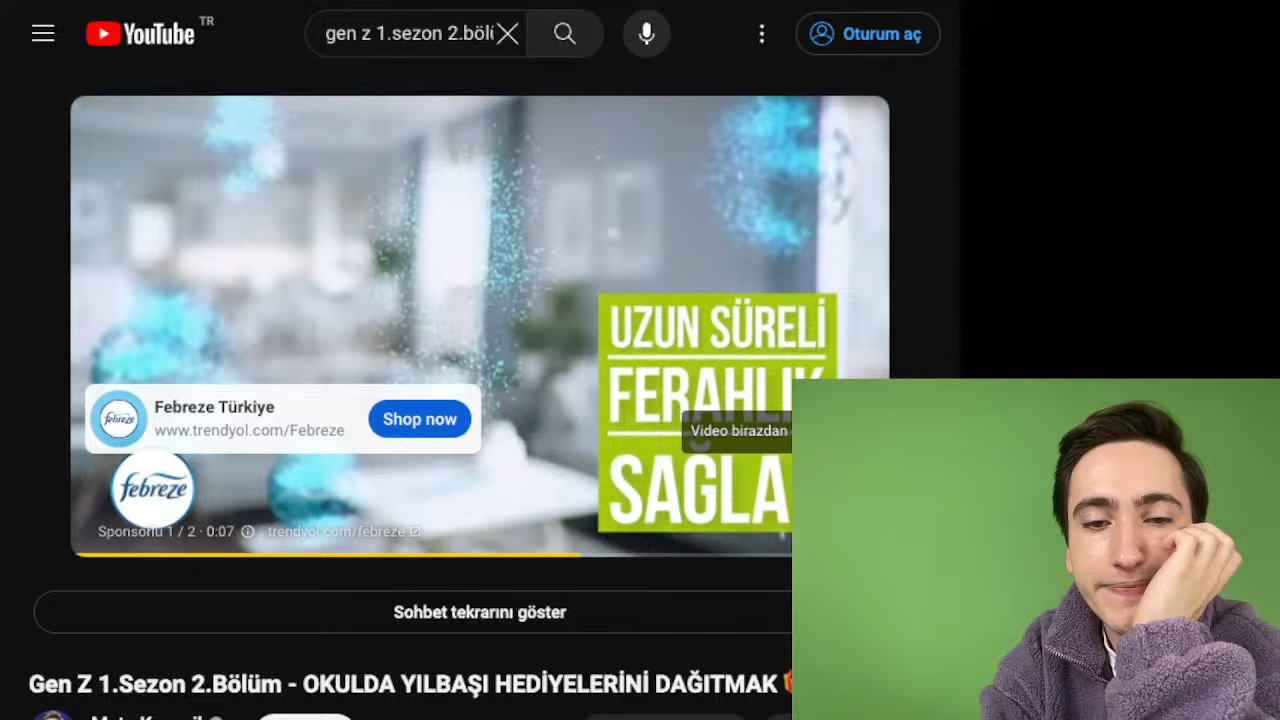 YouTube TR
gen z 1.sezon 2.böli
Oturum aç
UZUN SÜRELİ
FERAHLIK
SAĞLA
Febreze Türkiye
www.trendyol.com/Febreze
Shop now
febreze
Video birazdan
febreze
Sponsorlu 1 / 2 · 0:07
trendyol.com/febreze
Sohbet tekrarını göster
Gen Z 1.Sezon 2.Bölüm - OKULDA YILBAŞI HEDİYELERİNİ DAĞITMAK